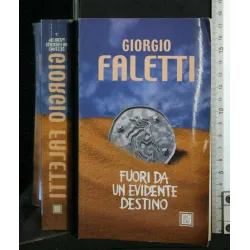 GIORGIO FALETTI
GIORGIO
FALETTI
FUORI DA
UN EVIDENTE
DESTINO